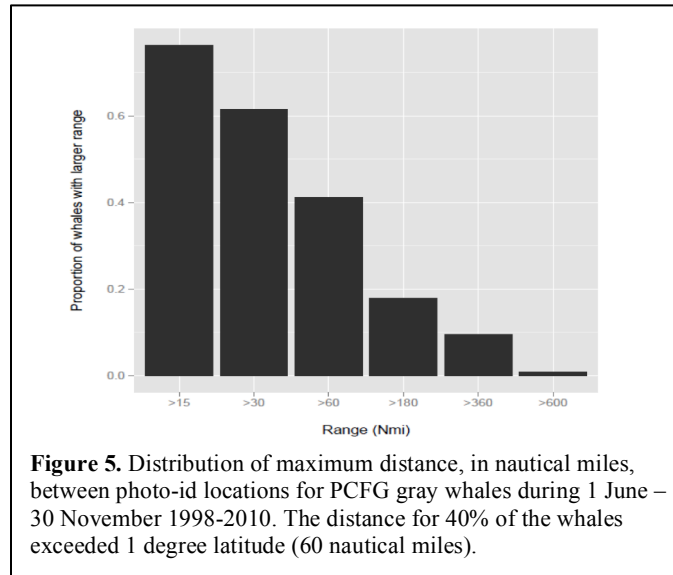 Proportion of whales with larger range
0.6
0.4
0.2
0.0
>15 >30 >60 >180 >360 >600
Range (Nmi)
Figure 5. Distribution of maximum distance, in nautical miles,
between photo-id locations for PCFG gray whales during 1 June –
30 November 1998-2010. The distance for 40% of the whales
exceeded 1 degree latitude (60 nautical miles).